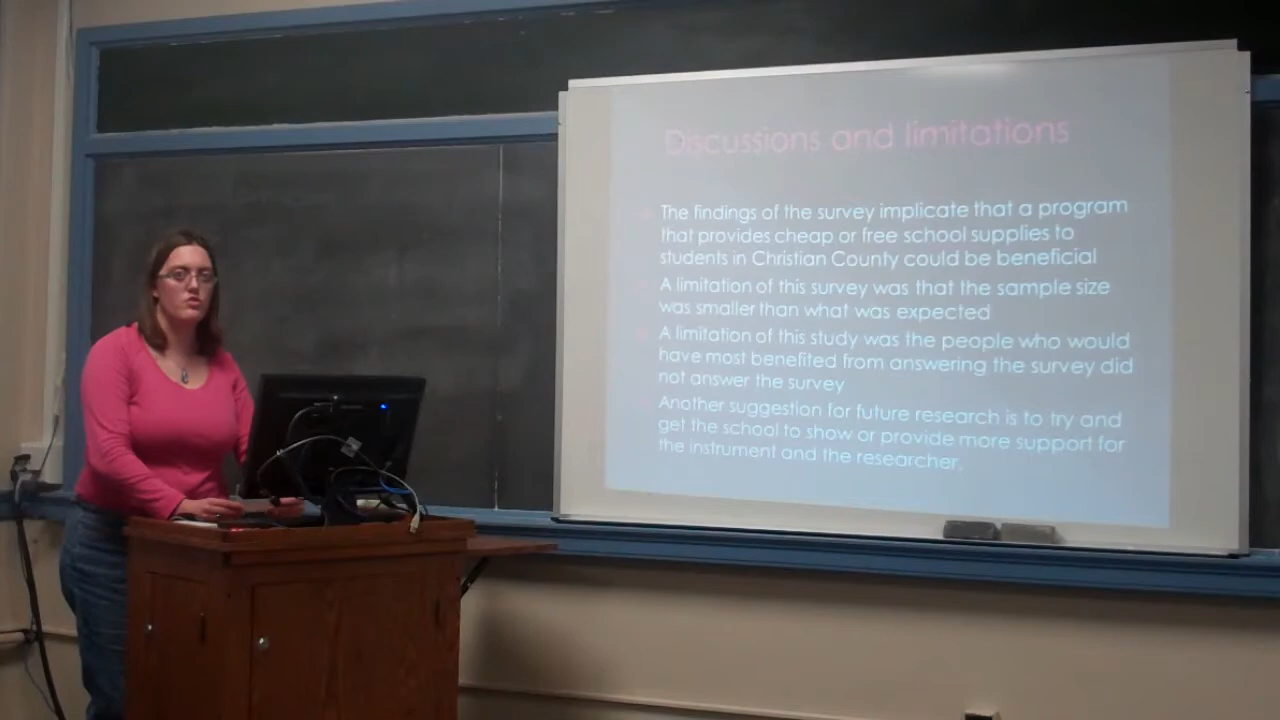 Discussions and limitations
The findings of the survey implicate that a program
that provides cheap or free school supplies to
students in Christian County could be beneficial
A limitation of this survey was that the sample size
was smaller than what was expected
A limitation of this study was the people who would
have most benefited from answering the survey did
not answer the survey
Another suggestion for future research is to try and
get the school to show or provide more support for
the instrument and the researcher.